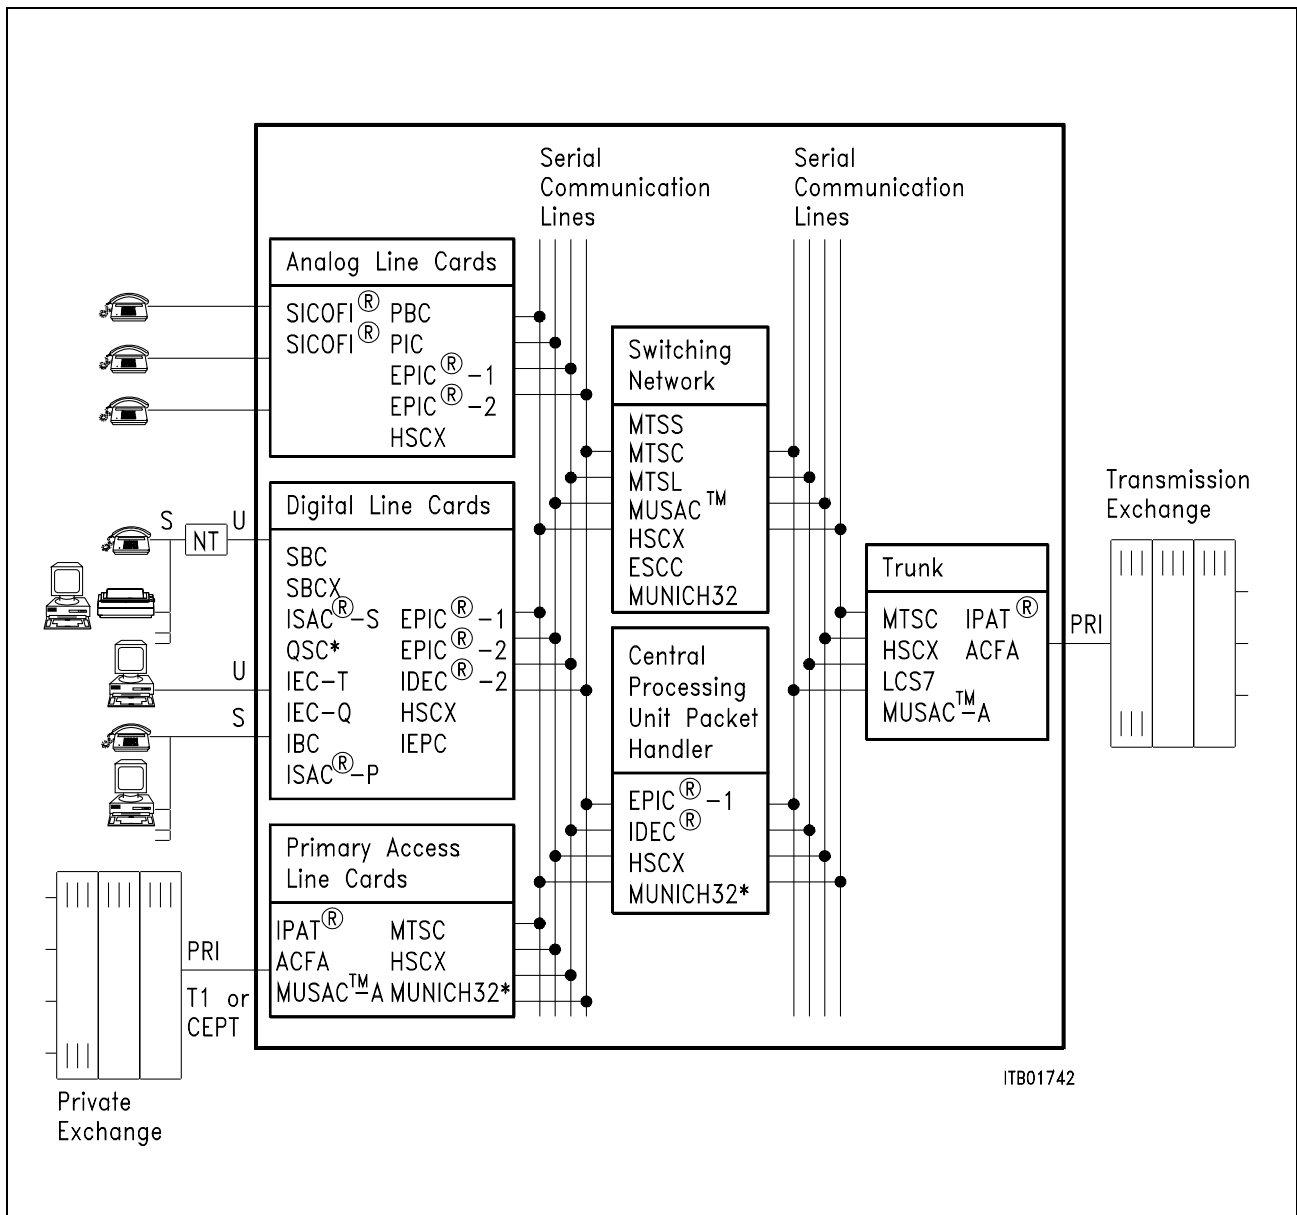 Serial
Communication
Lines
Serial
Communication
Lines
Analog Line Cards
SICOFI® PBC
SICOFI® PIC
EPIC®-1
EPIC®-2
HSCX
Switching
Network
MTSS
MTSC
MTSL
MUSAC™
HSCX
ESCC
MUNICH32
Transmission
Exchange
S
NT
U
U
S
Digital Line Cards
SBC
SBCX
ISAC®-S EPIC®-1
QSC* EPIC®-2
IEC-T IDEC®-2
IEC-Q HSCX
IBC IEPC
ISAC®-P
Trunk
MTSC IPAT®
HSCX ACFA
LCS7
MUSAC™-A
PRI
Central
Processing
Unit Packet
Handler
EPIC®-1
IDEC®
HSCX
MUNICH32*
Primary Access
Line Cards
IPAT® MTSC
ACFA HSCX
MUSAC™-A MUNICH32*
PRI
T1 or
CEPT
Private
Exchange
ITB01742